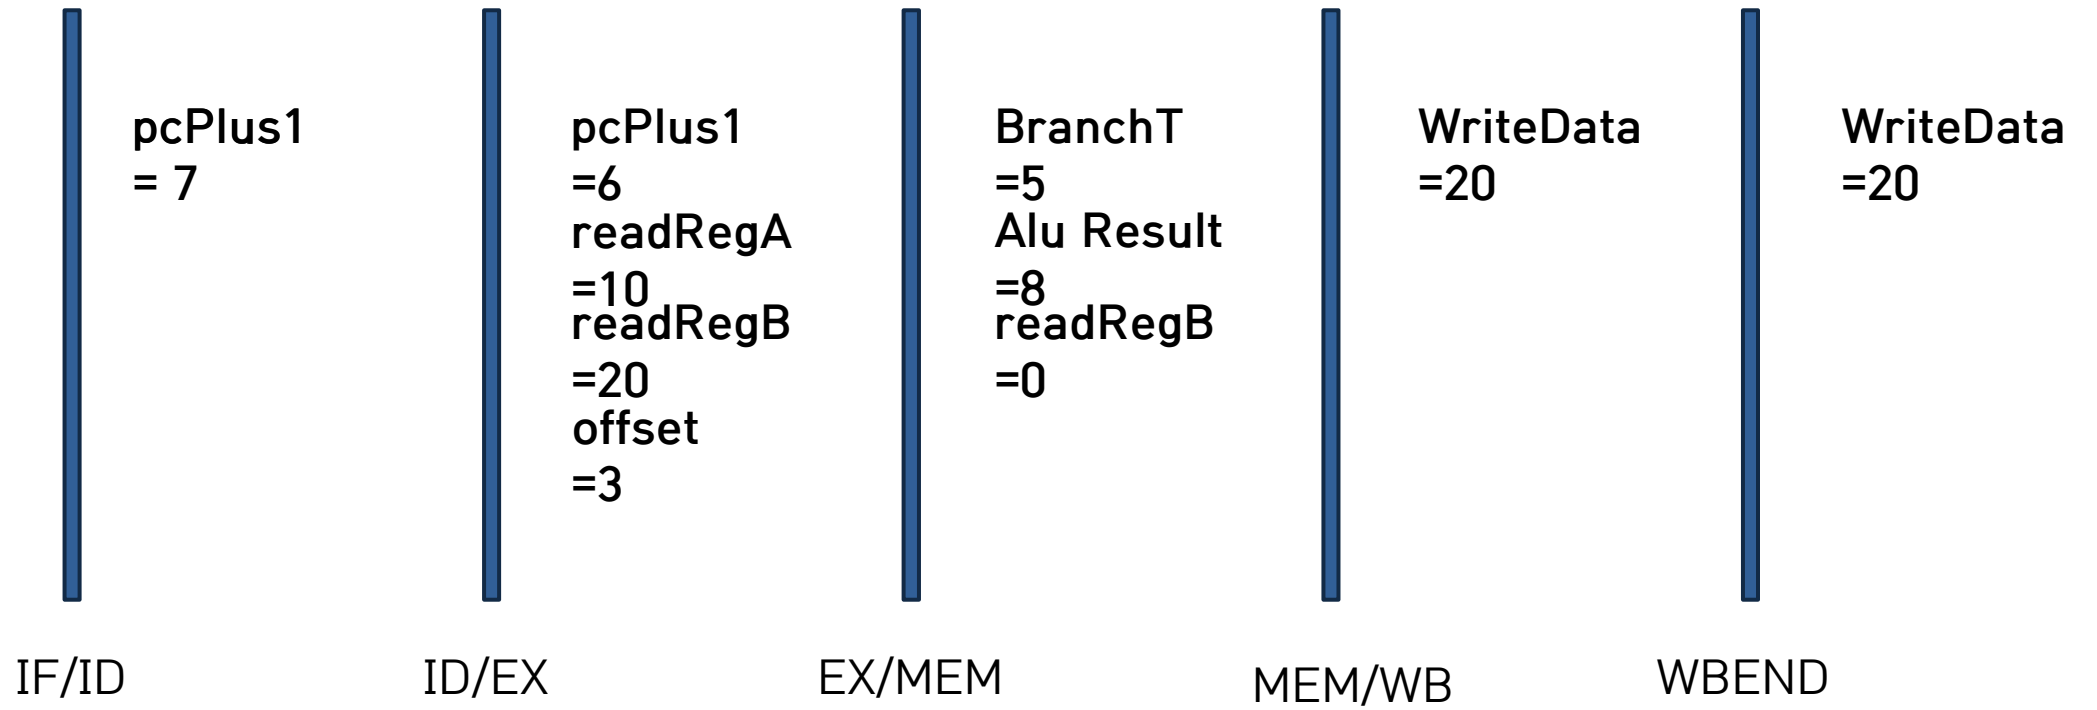 pcPlus1
= 7
pcPlus1
=6
readRegA
=10
readRegB
=20
offset
=3
BranchT
=5
Alu Result
=8
readRegB
=0
WriteData
=20
WriteData
=20
IF/ID
ID/EX
EX/MEM
MEM/WB
WBEND